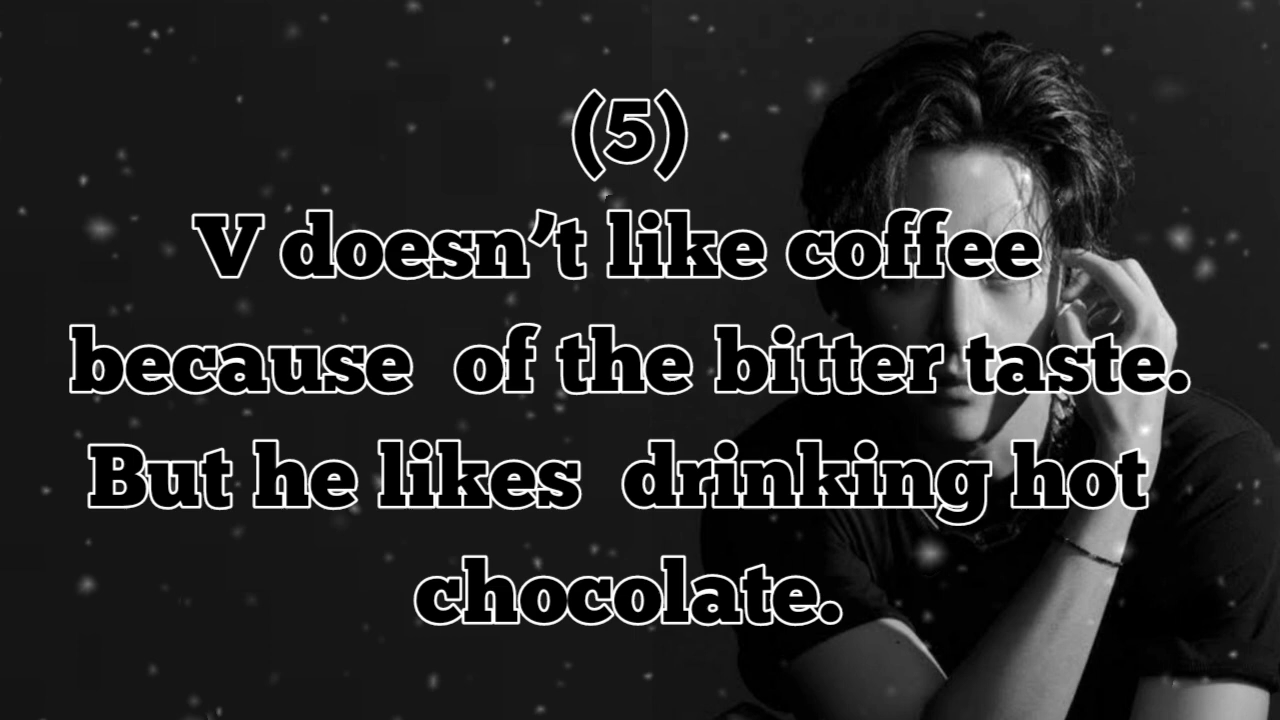 (5)
V doesn't like coffee
because of the bitter taste.
But he likes drinking hot
chocolate.